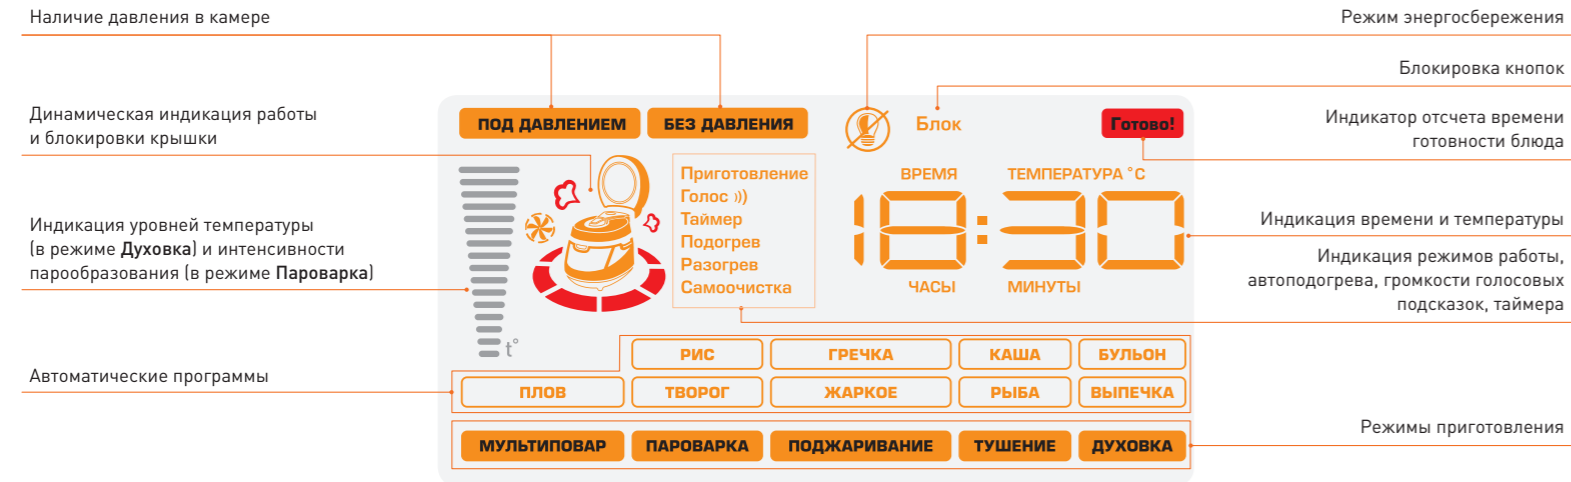 Наличие давления в камере
Режим энергосбережения
Блокировка кнопок
Динамическая индикация работы
и блокировки крышки
ПОД ДАВЛЕНИЕМ
БЕЗ ДАВЛЕНИЯ
Блок
Готово!
Индикатор отсчета времени
готовности блюда
Приготовление
Голос
Таймер
Подогрев
Разогрев
Самоочистка
ВРЕМЯ
ТЕМПЕРАТУРА °C
18:30
ЧАСЫ
МИНУТЫ
Индикация уровней температуры
(в режиме Духовка) и интенсивности
парообразования (в режиме Пароварка)
t°
Индикация времени и температуры
Индикация режимов работы,
автоподогрева, громкости голосовых
подсказок, таймера
Автоматические программы
РИС
ГРЕЧКА
КАША
БУЛЬОН
ПЛОВ
ТВОРОГ
ЖАРКОЕ
РЫБА
ВЫПЕЧКА
МУЛЬТИПОВАР
ПАРОВАРКА
ПОДЖАРИВАНИЕ
ТУШЕНИЕ
ДУХОВКА
Режимы приготовления